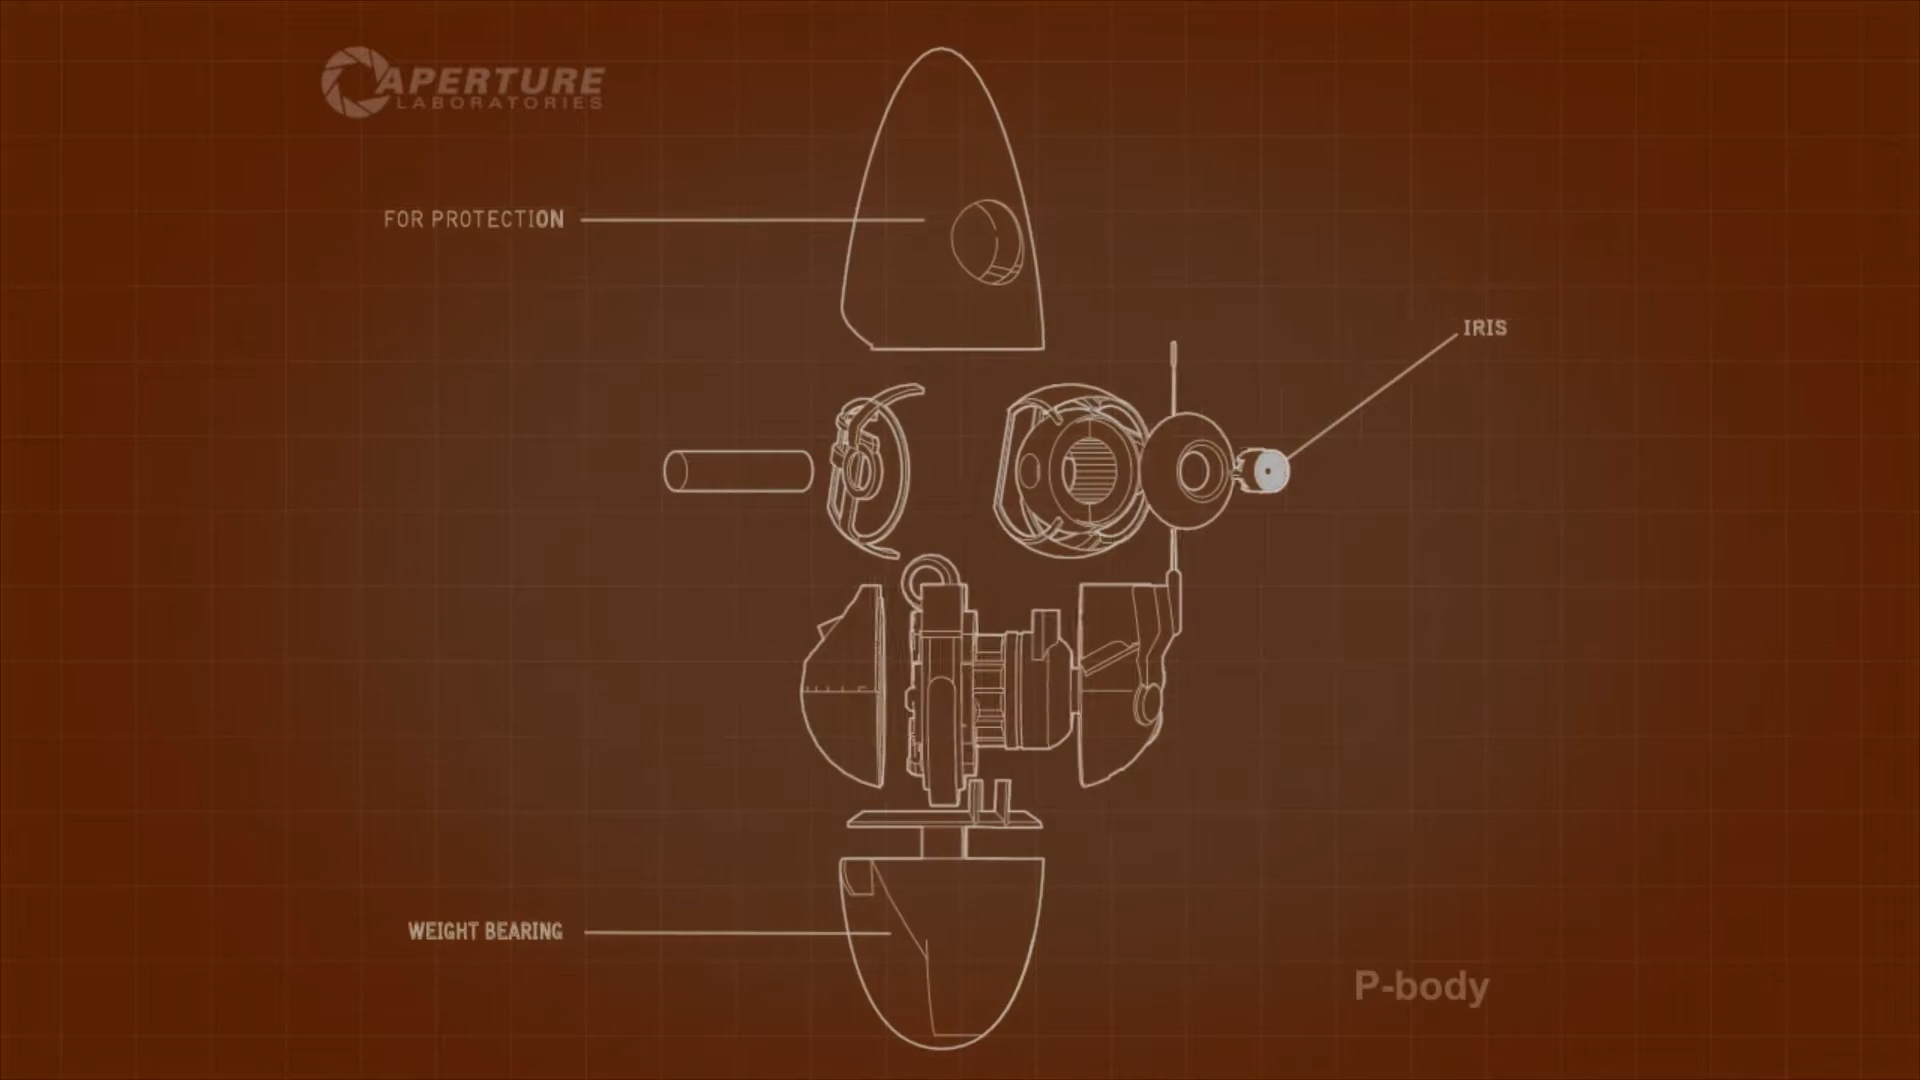 APERTURE
LABORATORIES
FOR PROTECTION
IRIS
WEIGHT BEARING
P-body